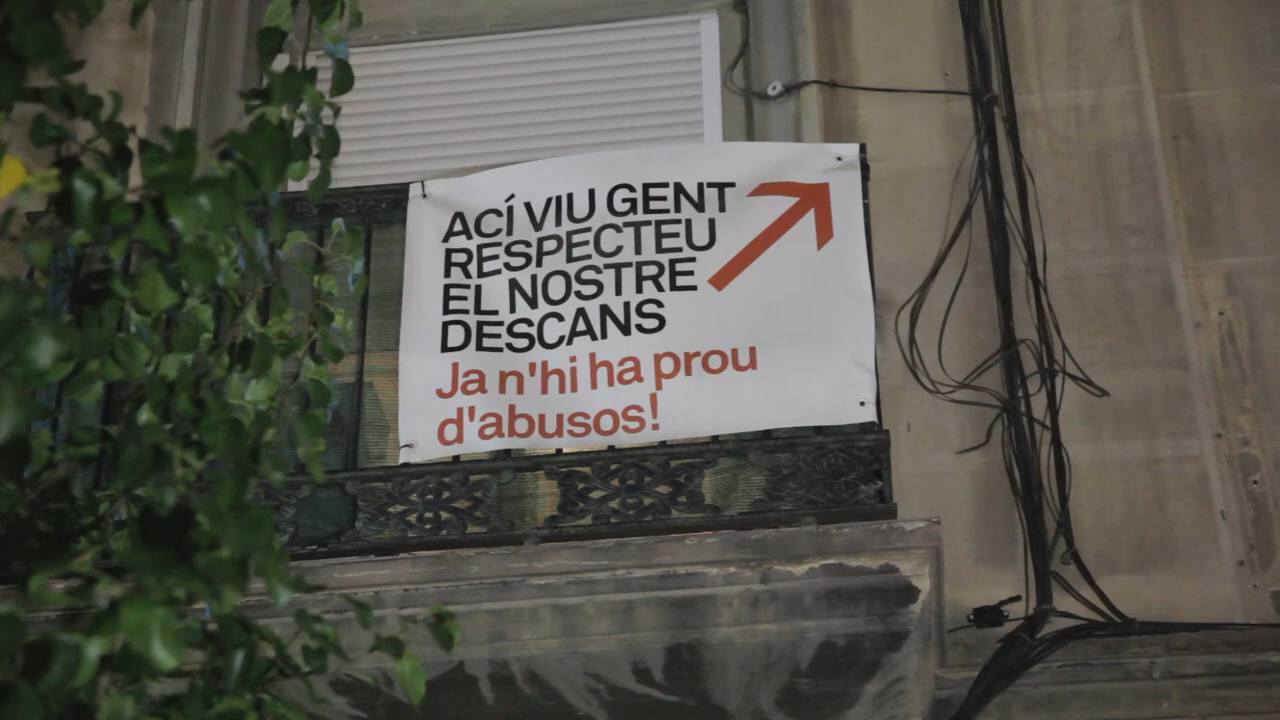 ACÍ VIU GENT
RESPECTEU
EL NOSTRE
DESCANS
Ja n'hi ha prou
d'abusos!